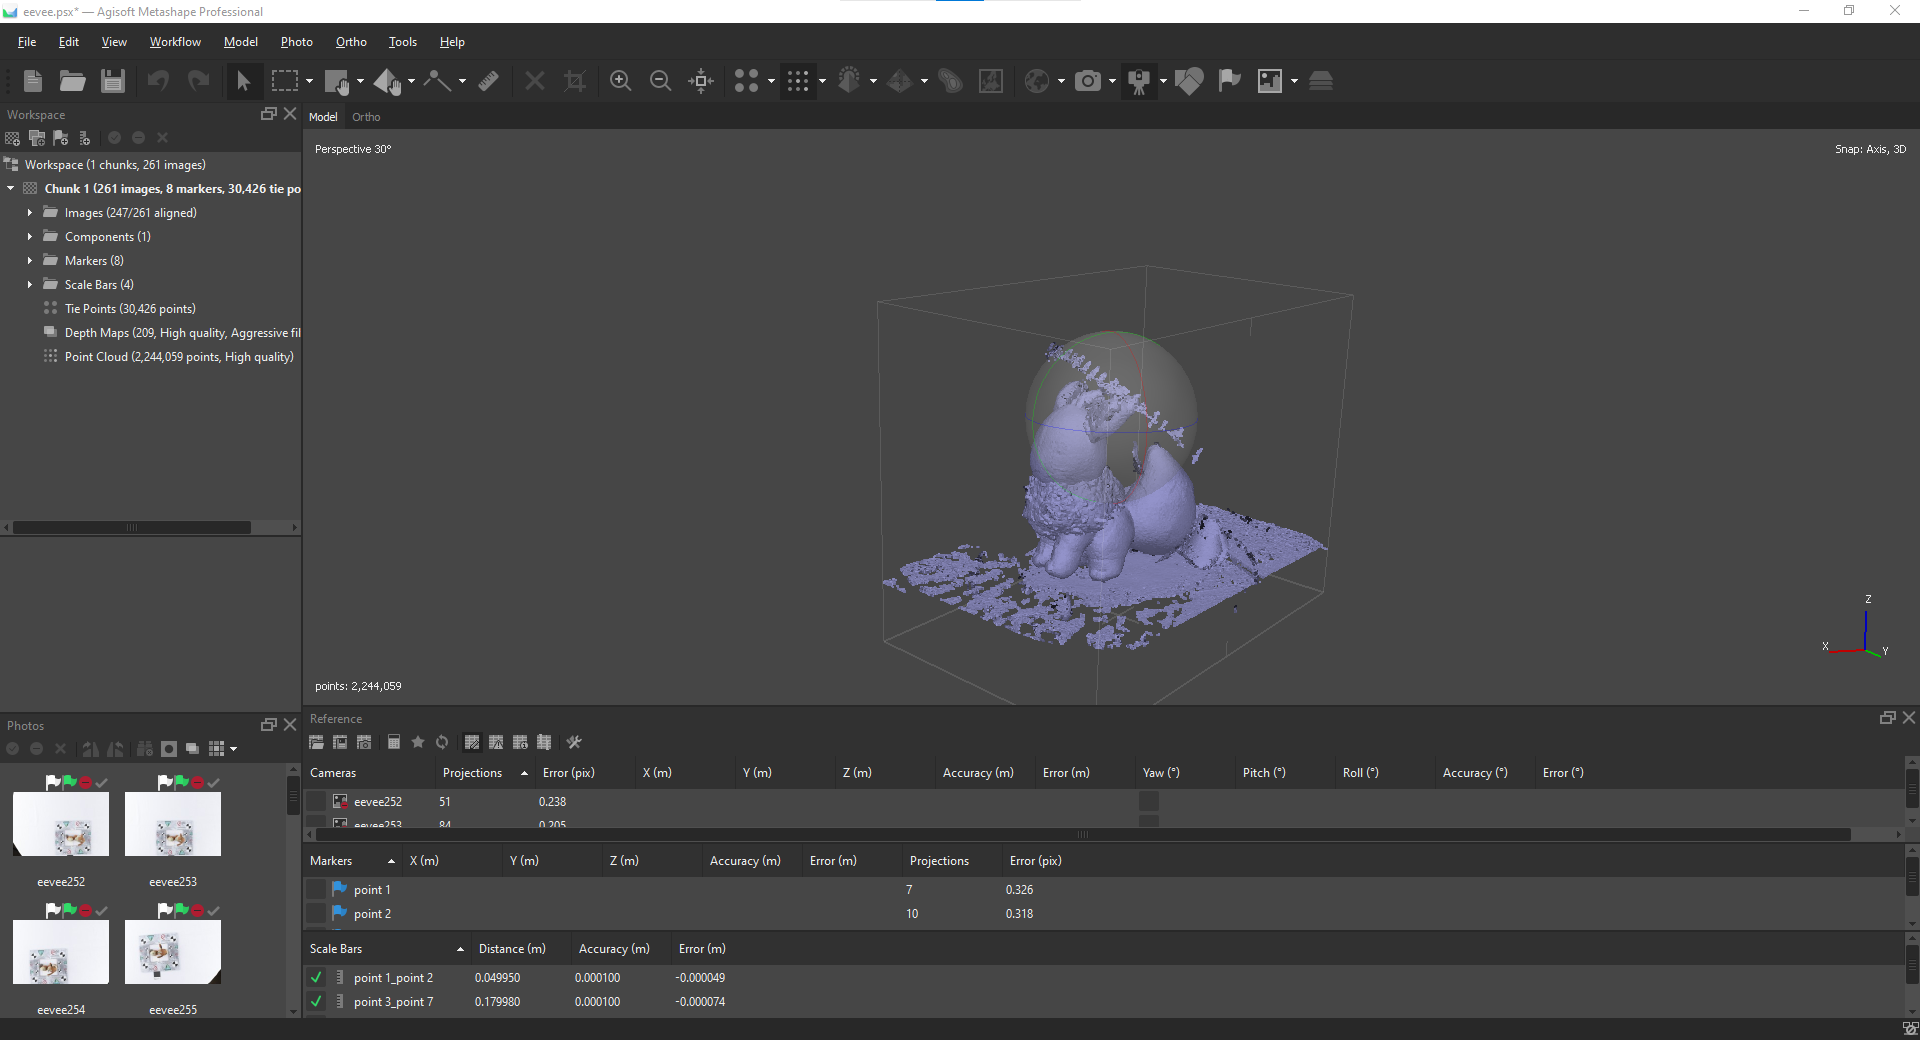 eevee.psx* — Agisoft Metashape Professional
File Edit View Workflow Model Photo Ortho Tools Help
Workspace
Workspace (1 chunks, 261 images)
Chunk 1 (261 images, 8 markers, 30,426 tie po
Images (247/261 aligned)
Components (1)
Markers (8)
Scale Bars (4)
Tie Points (30,426 points)
Depth Maps (209, High quality, Aggressive fil
Point Cloud (2,244,059 points, High quality)
Model Ortho
Perspective 30°
Snap: Axis, 3D
Z
X
Y
points: 2,244,059
Photos
eevee252 eevee253
eevee254 eevee255
Reference
Cameras Projections Error (pix) X (m) Y (m) Z (m) Accuracy (m) Error (m) Yaw (°) Pitch (°) Roll (°) Accuracy (°) Error (°)
eevee252 51 0.238
eevee253 84 0.205
Markers X (m) Y (m) Z (m) Accuracy (m) Error (m) Projections Error (pix)
point 1 7 0.326
point 2 10 0.318
Scale Bars Distance (m) Accuracy (m) Error (m)
point 1_point 2 0.049950 0.000100 -0.000049
point 3_point 7 0.179980 0.000100 -0.000074